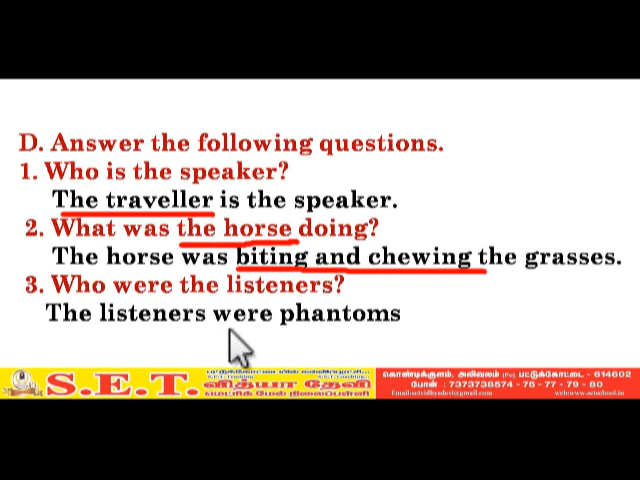 D. Answer the following questions.
1. Who is the speaker?
The traveller is the speaker.
2. What was the horse doing?
The horse was biting and chewing the grasses.
3. Who were the listeners?
The listeners were phantoms
S.E.T. வித்யா தேவி
மெட்ரிக் மேல் நிலைப்பள்ளி
கொண்டிக்குளம், அலிவலம் (Po), பட்டுக்கோட்டை - 614602
போன் : 7373736574 - 75 - 77 - 79 - 80